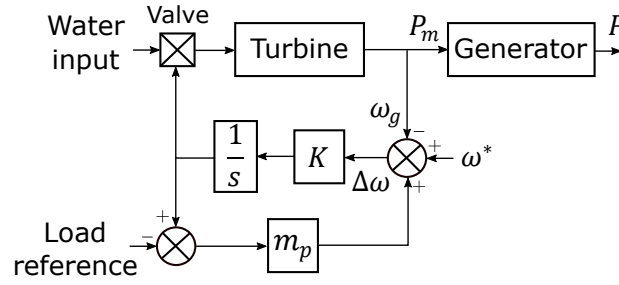 Valve
Water
input
Turbine
P_m
Generator
P
ω_g
−
+
ω*
1
s
K
Δω
+
+
−
Load
reference
m_p